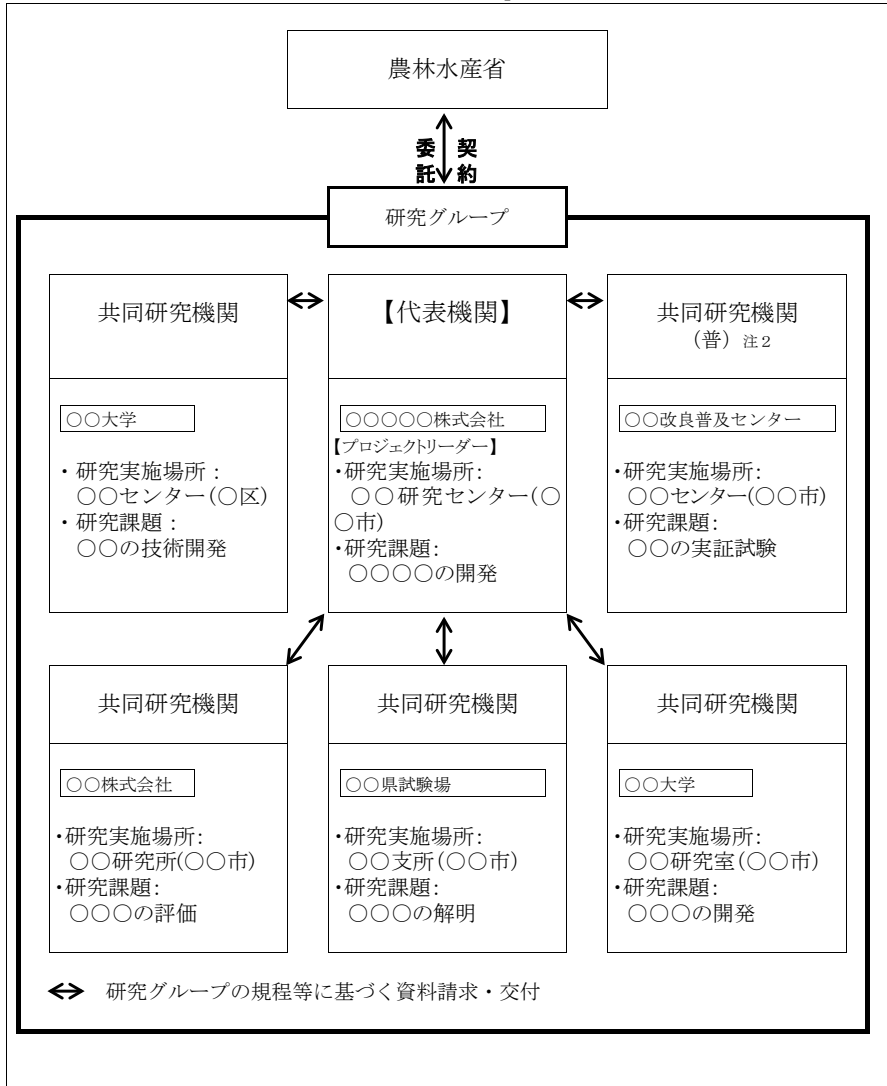 農林水産省
委託
契約
研究グループ
共同研究機関
【代表機関】
共同研究機関
（普）注２
○○大学
・研究実施場所：
○○センター(○区)
・研究課題：
○○の技術開発
○○○○○株式会社
【プロジェクトリーダー】
・研究実施場所：
○○研究センター(○
○市)
・研究課題：
○○○○の開発
○○改良普及センター
・研究実施場所：
○○センター(○○市)
・研究課題：
○○の実証試験
共同研究機関
共同研究機関
共同研究機関
○○株式会社
・研究実施場所：
○○研究所(○○市)
・研究課題：
○○○の評価
○○県試験場
・研究実施場所：
○○支所(○○市)
・研究課題：
○○○の解明
○○大学
・研究実施場所：
○○研究室(○○市)
・研究課題：
○○○の開発
研究グループの規程等に基づく資料請求・交付